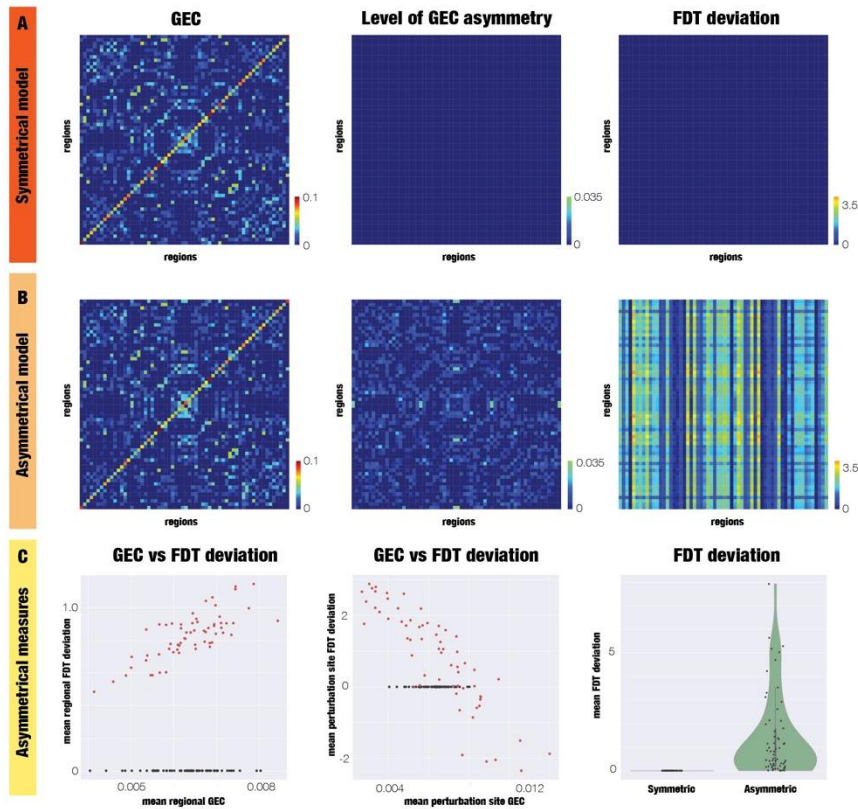 A
Symmetrical model
GEC
Level of GEC asymmetry
FDT deviation
regions
regions
regions
0.1
0
0.035
0
3.5
0
regions
regions
regions
B
Asymmetrical model
regions
regions
regions
0.1
0
0.035
0
3.5
0
regions
regions
regions
C
Asymmetrical measures
GEC vs FDT deviation
GEC vs FDT deviation
FDT deviation
mean regional FDT deviation
1.0
0
0.005
0.008
mean regional GEC
mean perturbation site FDT deviation
2
0
-2
0.004
0.012
mean perturbation site GEC
mean FDT deviation
5
0
Symmetric
Asymmetric